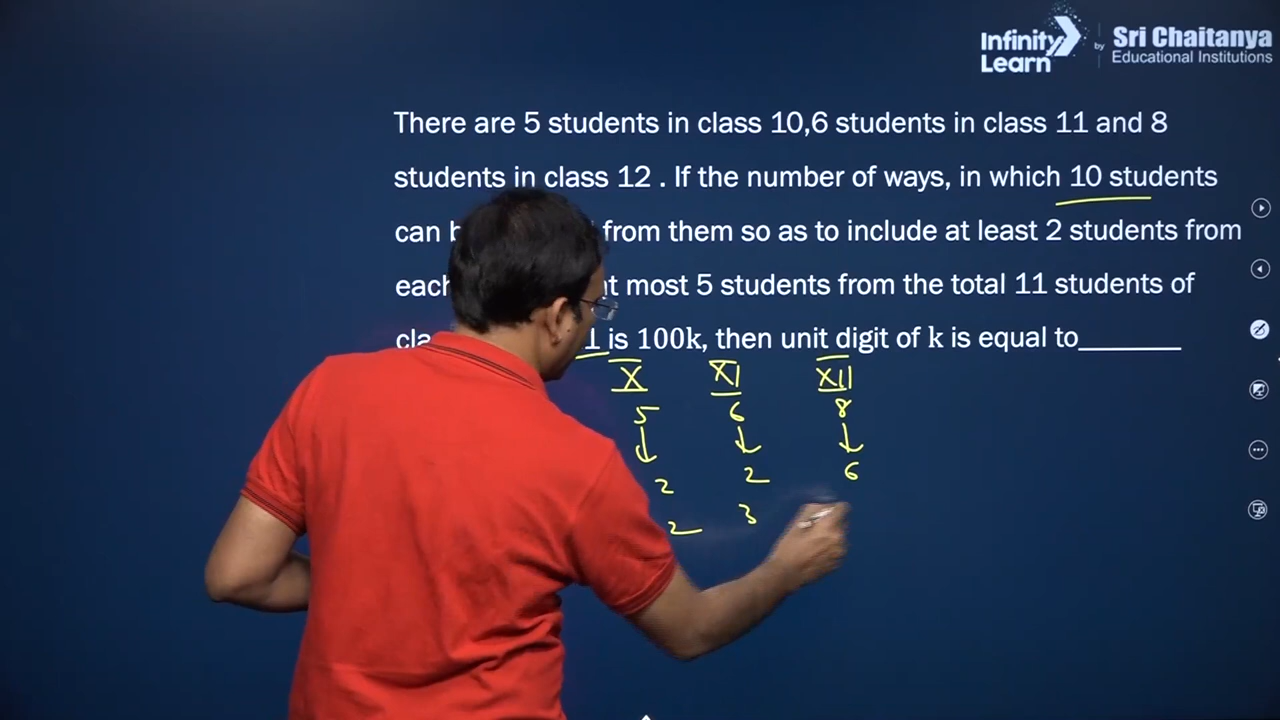 Infinity Learn by Sri Chaitanya Educational Institutions
There are 5 students in class 10,6 students in class 11 and 8
students in class 12 . If the number of ways, in which 10 students
can from them so as to include at least 2 students from
each most 5 students from the total 11 students of
is 100k, then unit digit of k is equal to______
X XI XII
5 6 8
2 2 6
2 3